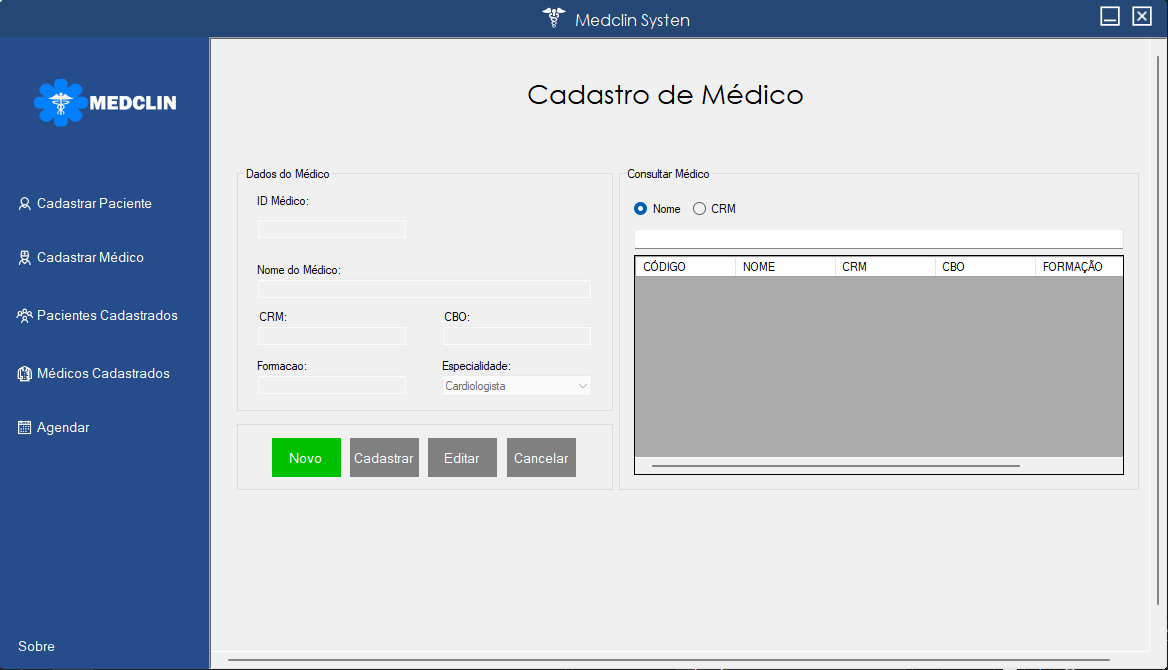 Medclin Systen
MEDCLIN
Cadastrar Paciente
Cadastrar Médico
Pacientes Cadastrados
Médicos Cadastrados
Agendar
Sobre
Cadastro de Médico
Dados do Médico
ID Médico:
Nome do Médico:
CRM: CBO:
Formacao: Especialidade:
Cardiologista
Novo Cadastrar Editar Cancelar
Consultar Médico
Nome CRM
CÓDIGO NOME CRM CBO FORMAÇÃO